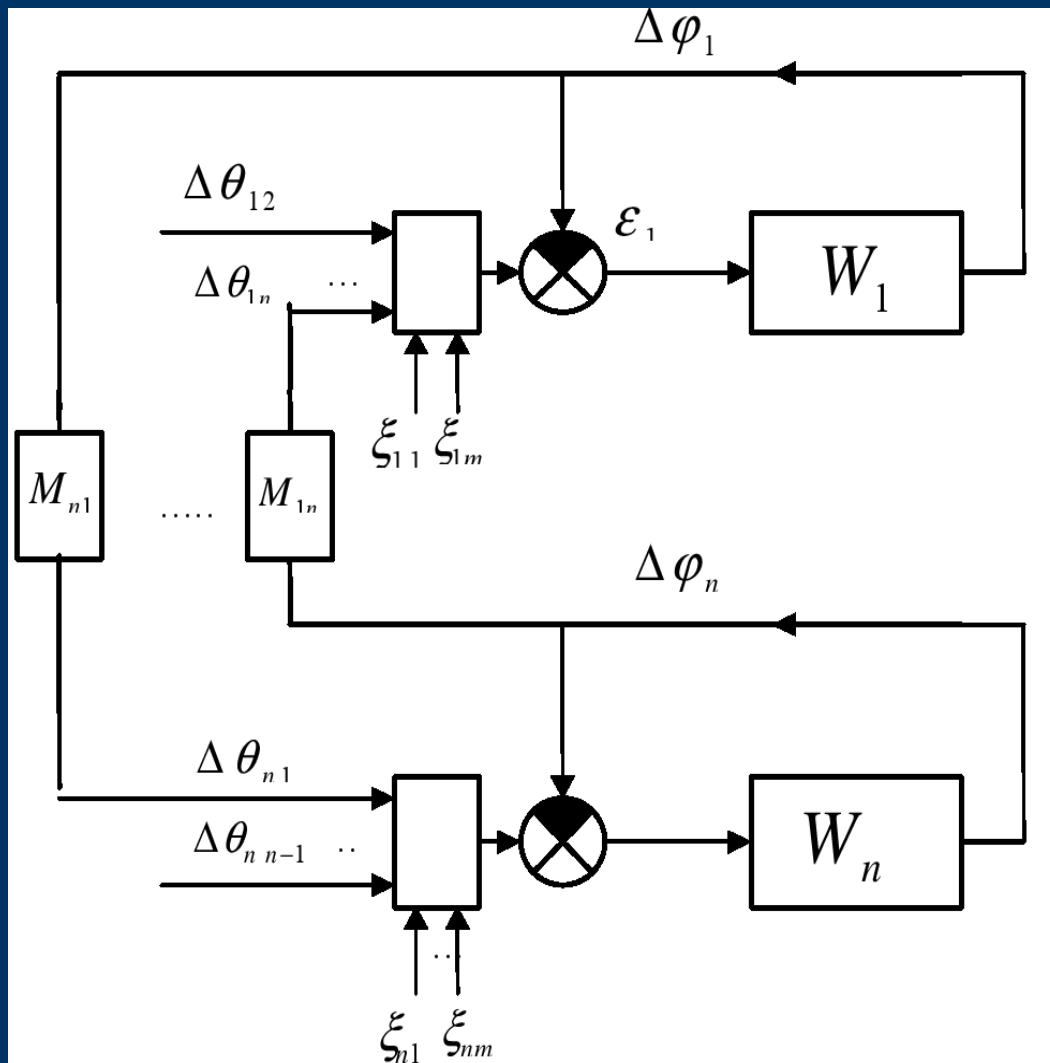 Δφ₁
Δθ₁₂
ε₁
W₁
Δθ₁ₙ ...
ξ₁₁ ξ₁ₘ
Mₙ₁ ..... M₁ₙ
Δφₙ
Δθₙ₁
Δθₙ ₙ₋₁ ..
Wₙ
...
ξₙ₁ ξₙₘ